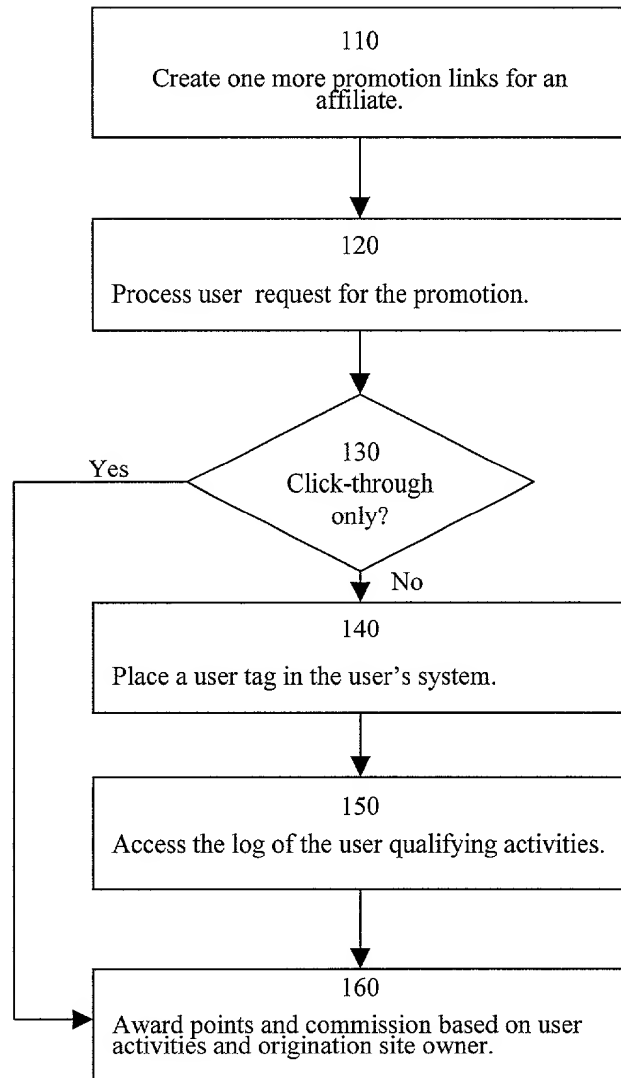 110
Create one more promotion links for an
affiliate.
120
Process user request for the promotion.
130
Click-through
only?
Yes
No
140
Place a user tag in the user's system.
150
Access the log of the user qualifying activities.
160
Award points and commission based on user
activities and origination site owner.